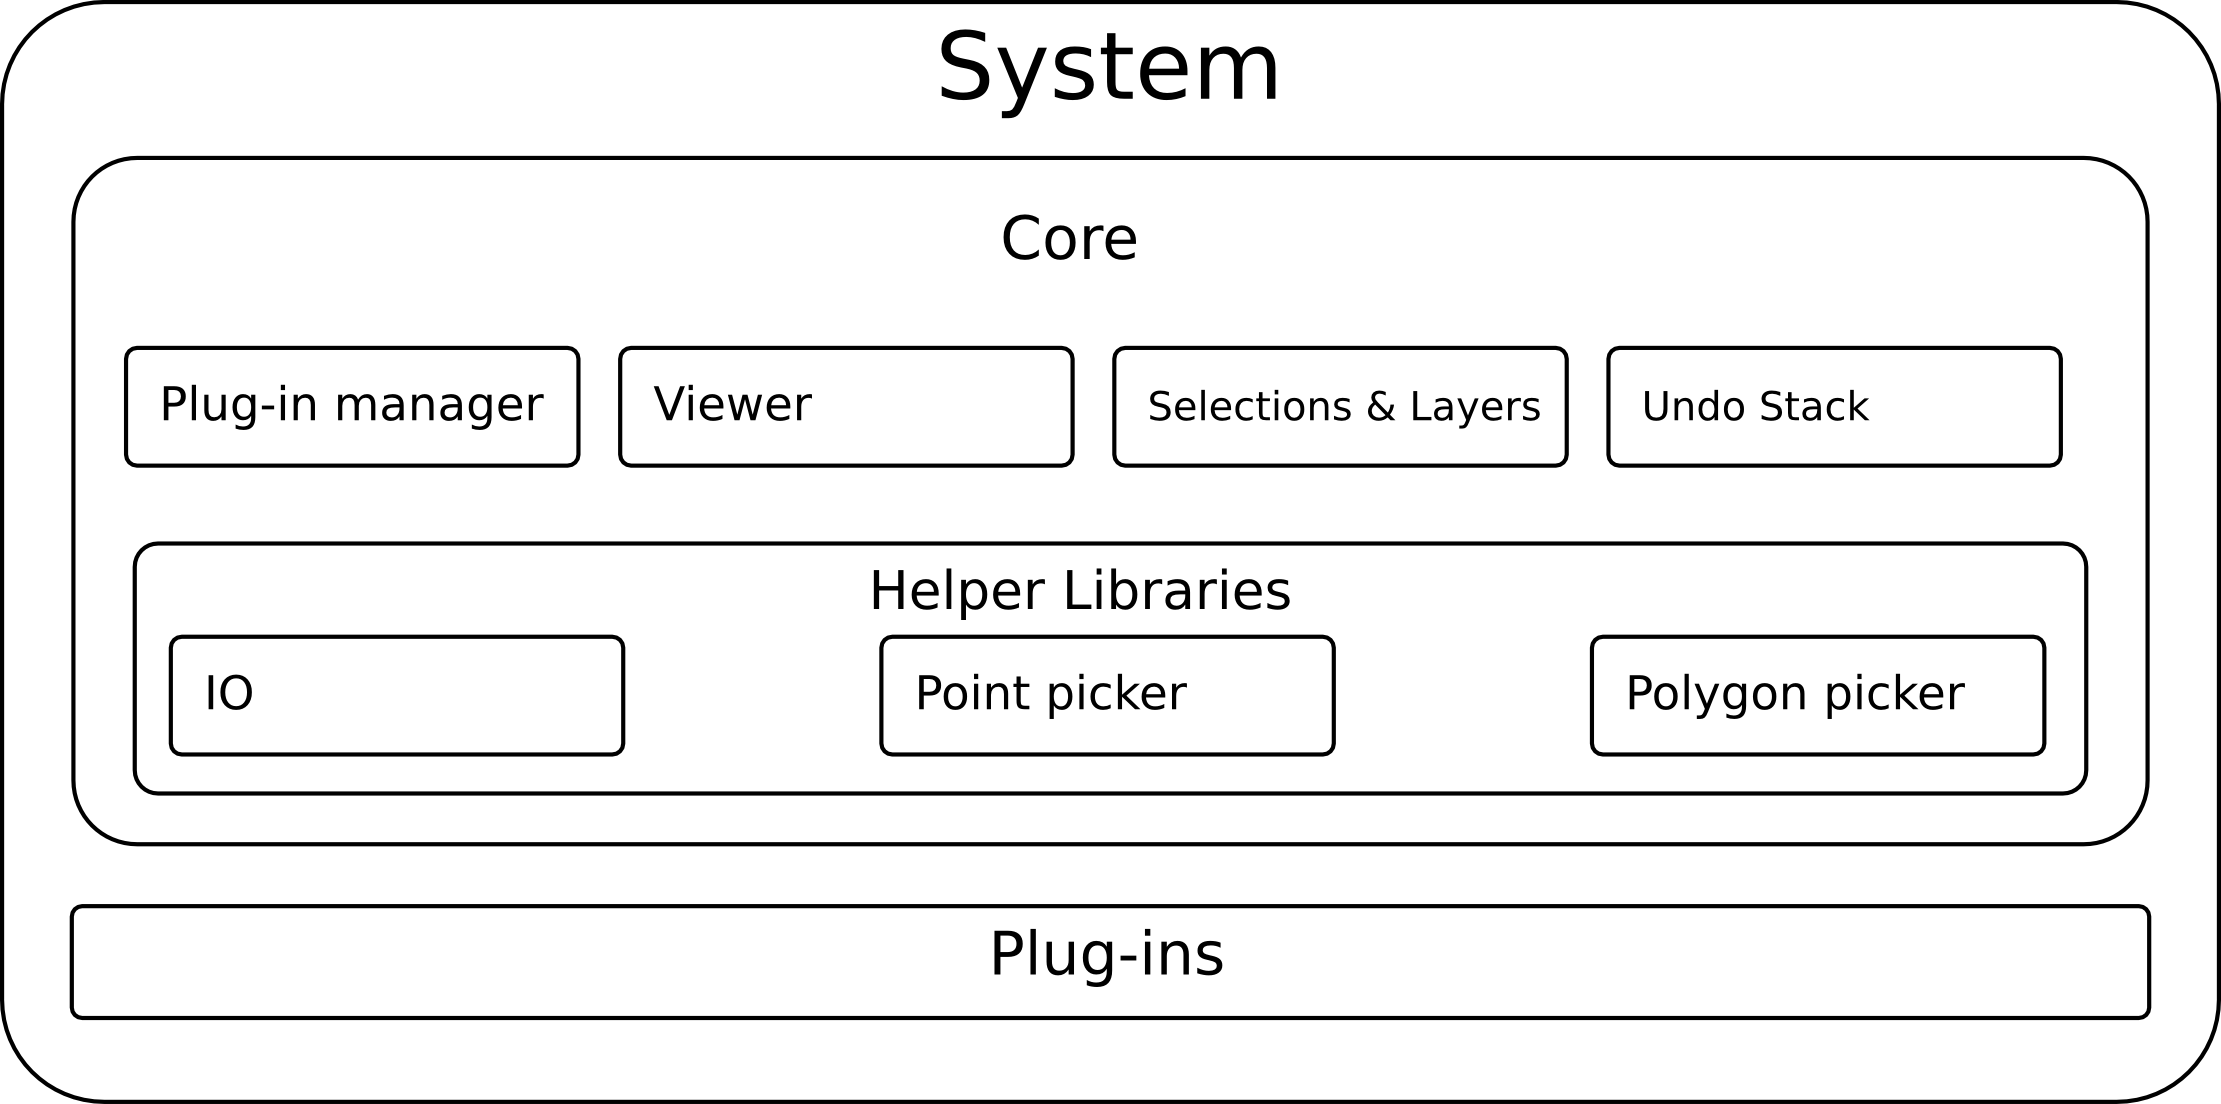 System
Core
Plug-in manager
Viewer
Selections & Layers
Undo Stack
Helper Libraries
IO
Point picker
Polygon picker
Plug-ins